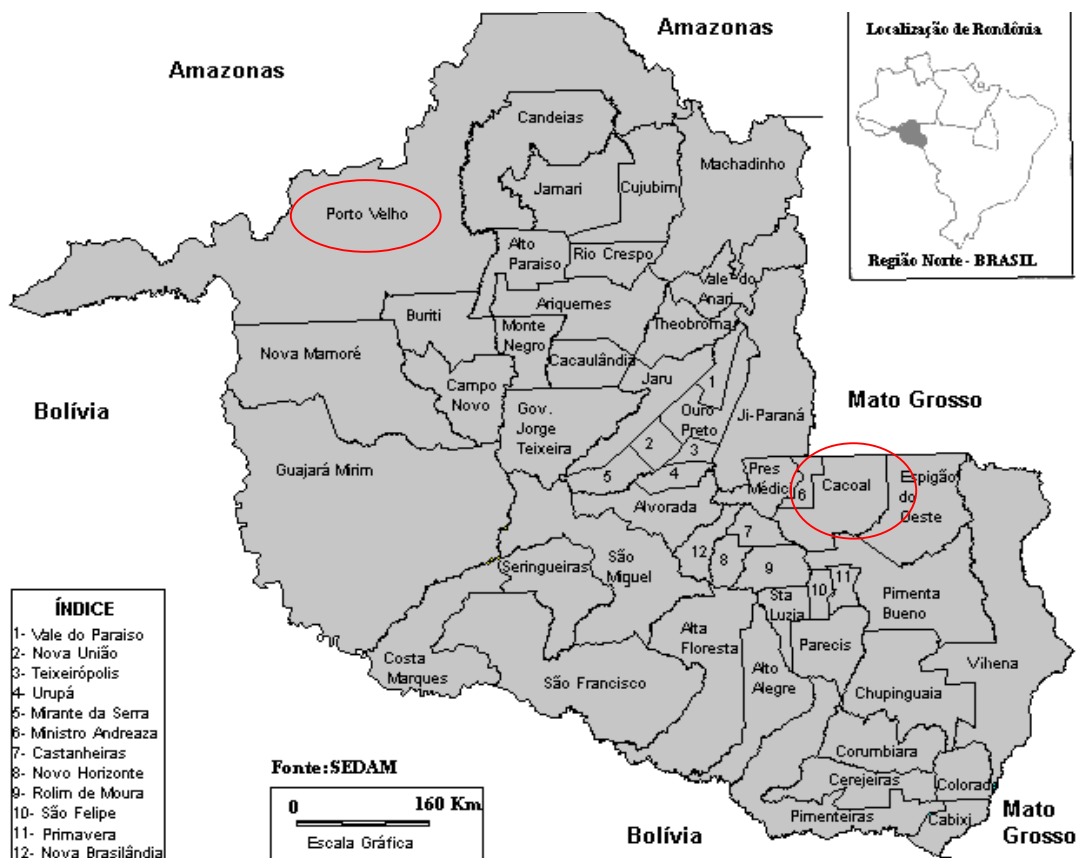 Amazonas
Amazonas
Localização de Rondônia
Região Norte - BRASIL
Candeias
Machadinho
Jamari
Cujubim
Porto Velho
Alto
Paraiso
Rio Crespo
Vale do
Anari
Ariquemes
Buriti
Theobroma
Monte
Negro
Nova Mamoré
Cacaulândia
Jaru
1
Campo
Novo
Gov.
Jorge
Teixeira
Ouro
Preto
Ji-Paraná
Mato Grosso
Bolívia
2
3
4
5
Guajará Mirim
Pres
Médic
6
Cacoal
Espigão
do
Oeste
Alvorada
7
12
8
9
São
Miguel
Seringueiras
Sta
Luzia
10
11
Pimenta
Bueno
Alta
Floresta
Parecis
Vihena
Costa
Marques
São Francisco
Alto
Alegre
Chupinguaia
Corumbiara
Cerejeiras
Colorado
Pimenteiras
Cabixi
Mato
Grosso
Bolívia
ÍNDICE
1- Vale do Paraiso
2- Nova União
3- Teixeirópolis
4- Urupá
5- Mirante da Serra
6- Ministro Andreaza
7- Castanheiras
8- Novo Horizonte
9- Rolim de Moura
10- São Felipe
11- Primavera
12- Nova Brasilândia
Fonte:SEDAM
0 160 Km
Escala Gráfica